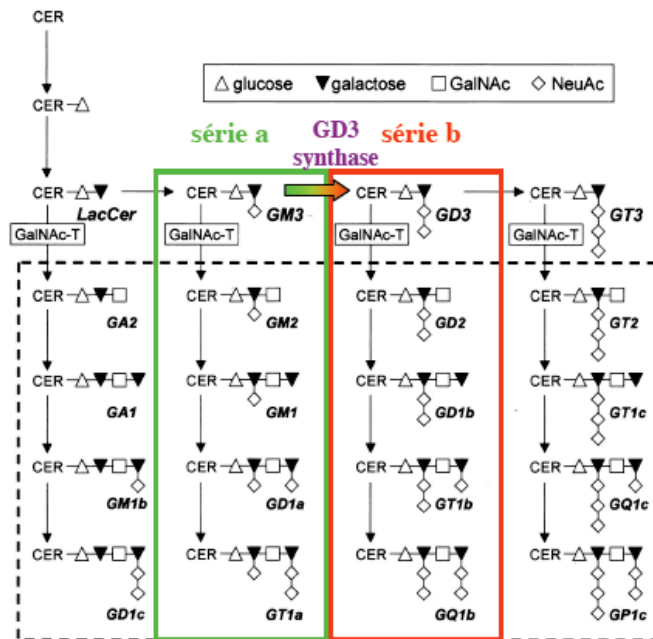 CER
glucose galactose GalNAc NeuAc
CER
série a GD3 série b
synthase
CER CER CER CER
LacCer GM3 GD3 GT3
GalNAc-T GalNAc-T GalNAc-T GalNAc-T
CER CER CER CER
GA2 GM2 GD2 GT2
CER CER CER CER
GA1 GM1 GD1b GT1c
CER CER CER CER
GM1b GD1a GT1b GQ1c
CER CER CER CER
GD1c GT1a GQ1b GP1c